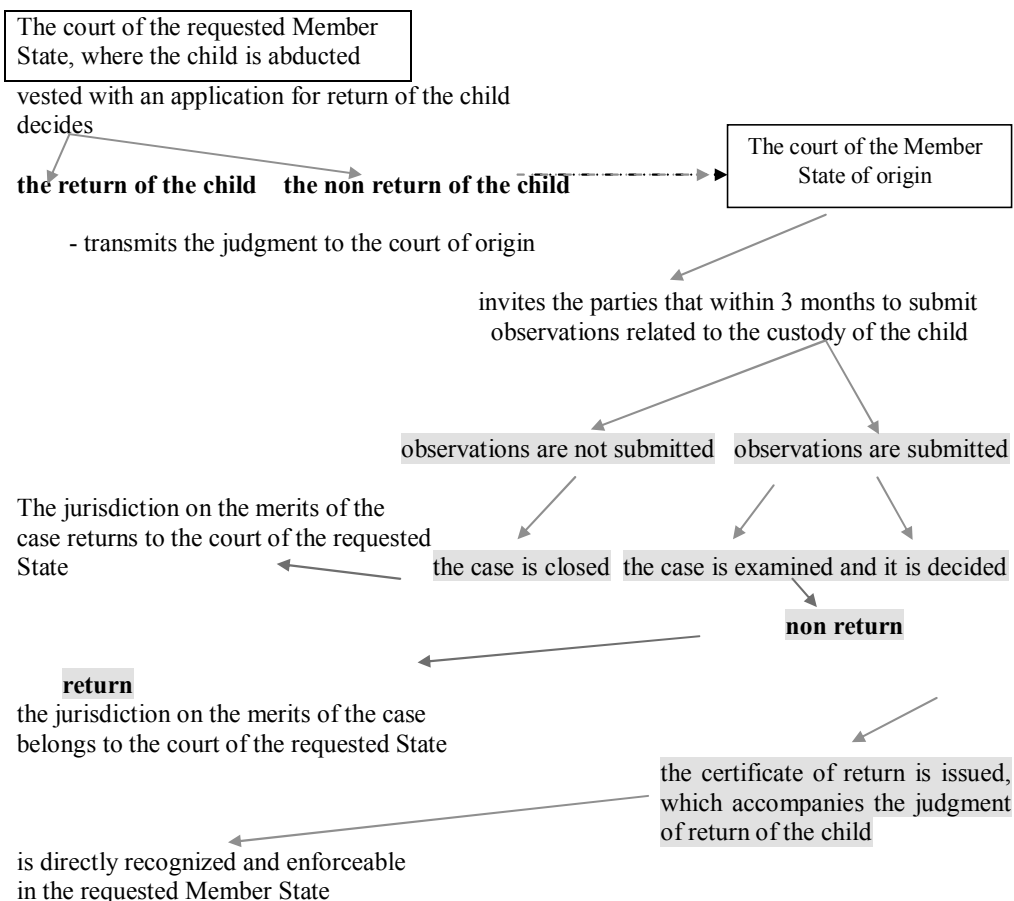 The court of the requested Member
State, where the child is abducted
vested with an application for return of the child
decides
the return of the child the non return of the child
The court of the Member
State of origin
- transmits the judgment to the court of origin
invites the parties that within 3 months to submit
observations related to the custody of the child
observations are not submitted observations are submitted
The jurisdiction on the merits of the
case returns to the court of the requested
State
the case is closed the case is examined and it is decided
non return
return
the jurisdiction on the merits of the case
belongs to the court of the requested State
the certificate of return is issued,
which accompanies the judgment
of return of the child
is directly recognized and enforceable
in the requested Member State